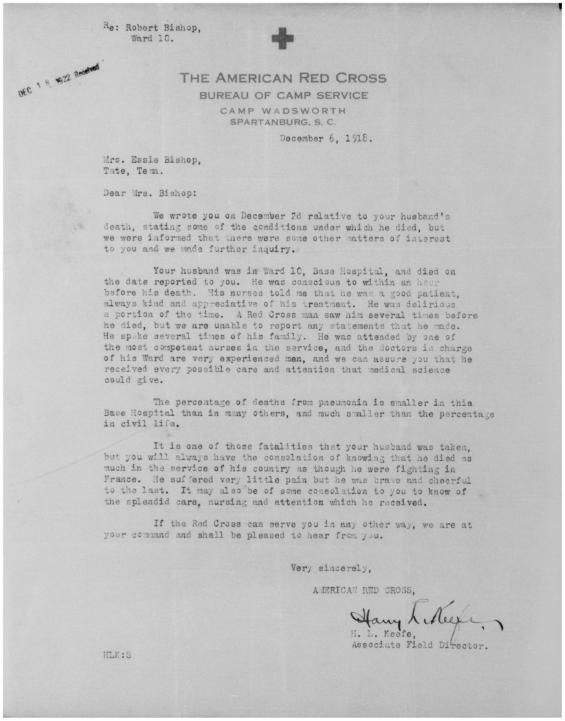 Re: Robert Bishop,
Ward 10.
DEC 18 1922 Received
THE AMERICAN RED CROSS
BUREAU OF CAMP SERVICE
CAMP WADSWORTH
SPARTANBURG, S. C.
December 6, 1918.
Mrs. Essie Bishop,
Tate, Tenn.
Dear Mrs. Bishop:
We wrote you on December 2d relative to your husband's
death, stating some of the conditions under which he died, but
we were informed that there were some other matters of interest
to you and we made further inquiry.
Your husband was in Ward 10, Base Hospital, and died on
the date reported to you. He was conscious to within an hour
before his death. His nurses told me that he was a good patient,
always kind and appreciative of his treatment. He was delirious
a portion of the time. A Red Cross man saw him several times before
he died, but we are unable to report any statements that he made.
He spoke several times of his family. He was attended by one of
the most competent nurses in the service, and the doctors in charge
of his Ward are very experienced men, and we can assure you that he
received every possible care and attention that medical science
could give.
The percentage of deaths from pneumonia is smaller in this
Base Hospital than in many others, and much smaller than the percentage
in civil life.
It is one of those fatalities that your husband was taken,
but you will always have the consolation of knowing that he died as
much in the service of his country as though he were fighting in
France. He suffered very little pain but he was brave and cheerful
to the last. It may also be of some consolation to you to know of
the splendid care, nursing and attention which he received.
If the Red Cross can serve you in any other way, we are at
your command and shall be pleased to hear from you.
Very sincerely,
AMERICAN RED CROSS,
Harry L. Keefe
H. L. Keefe,
Associate Field Director.
HLK:S